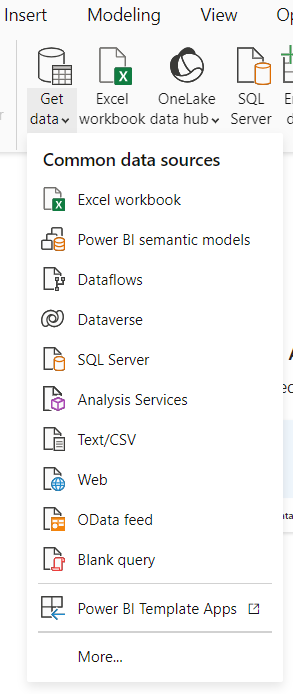 Insert Modeling View
Get data
Excel workbook
OneLake data hub
SQL Server
Common data sources
Excel workbook
Power BI semantic models
Dataflows
Dataverse
SQL Server
Analysis Services
Text/CSV
Web
OData feed
Blank query
Power BI Template Apps
More...